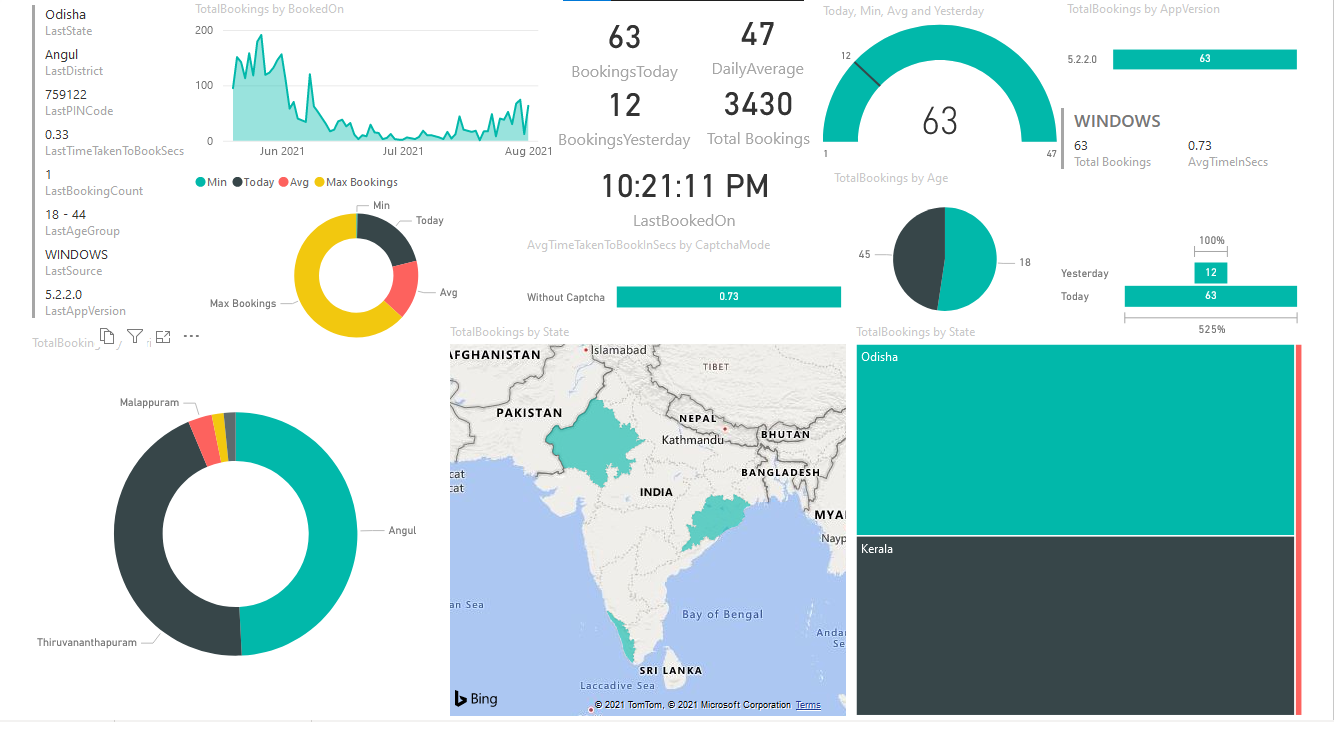 Odisha
LastState
Angul
LastDistrict
759122
LastPINCode
0.33
LastTimeTakenToBookSecs
1
LastBookingCount
18 - 44
LastAgeGroup
WINDOWS
LastSource
5.2.2.0
LastAppVersion
TotalBookings by BookedOn
200
100
0
Jun 2021
Jul 2021
Aug 2021
63
BookingsToday
47
DailyAverage
12
BookingsYesterday
3430
Total Bookings
10:21:11 PM
LastBookedOn
Today, Min, Avg and Yesterday
12
63
1
47
TotalBookings by AppVersion
5.2.2.0
63
WINDOWS
63
Total Bookings
0.73
AvgTimeInSecs
Min Today Avg Max Bookings
Min
Today
Avg
Max Bookings
AvgTimeTakenToBookInSecs by CaptchaMode
Without Captcha
0.73
TotalBookings by Age
45
18
100%
Yesterday
12
Today
63
525%
Malappuram
Angul
Thiruvananthapuram
TotalBookings by State
AFGHANISTAN
Islamabad
TIBET
PAKISTAN
NEPAL
Kathmandu
BHUTAN
BANGLADESH
INDIA
cat
cat
MYA
Nayp
an Sea
Bay of Bengal
Andar
Se
SRI LANKA
Laccadive Sea
Bing
© 2021 TomTom, © 2021 Microsoft Corporation Terms
TotalBookings by State
Odisha
Kerala